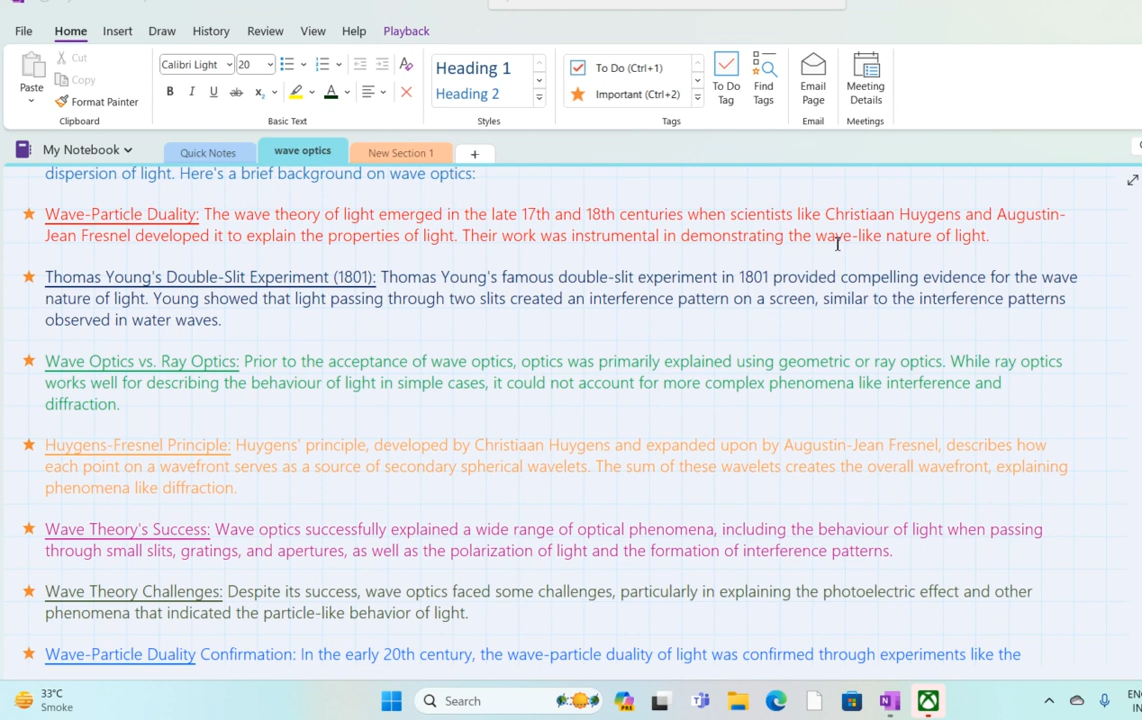 File Home Insert Draw History Review View Help Playback
Paste
Cut
Copy
Format Painter
Clipboard
Calibri Light 20
B I U ab x₂ A
Basic Text
Heading 1
Heading 2
Styles
To Do (Ctrl+1)
Important (Ctrl+2)
To Do Tag
Find Tags
Tags
Email Page
Email
Meeting Details
Meetings
My Notebook Quick Notes wave optics New Section 1 +
dispersion of light. Here's a brief background on wave optics:
Wave-Particle Duality: The wave theory of light emerged in the late 17th and 18th centuries when scientists like Christiaan Huygens and Augustin-
Jean Fresnel developed it to explain the properties of light. Their work was instrumental in demonstrating the wave-like nature of light.
Thomas Young's Double-Slit Experiment (1801): Thomas Young's famous double-slit experiment in 1801 provided compelling evidence for the wave
nature of light. Young showed that light passing through two slits created an interference pattern on a screen, similar to the interference patterns
observed in water waves.
Wave Optics vs. Ray Optics: Prior to the acceptance of wave optics, optics was primarily explained using geometric or ray optics. While ray optics
works well for describing the behaviour of light in simple cases, it could not account for more complex phenomena like interference and
diffraction.
Huygens-Fresnel Principle: Huygens' principle, developed by Christiaan Huygens and expanded upon by Augustin-Jean Fresnel, describes how
each point on a wavefront serves as a source of secondary spherical wavelets. The sum of these wavelets creates the overall wavefront, explaining
phenomena like diffraction.
Wave Theory's Success: Wave optics successfully explained a wide range of optical phenomena, including the behaviour of light when passing
through small slits, gratings, and apertures, as well as the polarization of light and the formation of interference patterns.
Wave Theory Challenges: Despite its success, wave optics faced some challenges, particularly in explaining the photoelectric effect and other
phenomena that indicated the particle-like behavior of light.
Wave-Particle Duality Confirmation: In the early 20th century, the wave-particle duality of light was confirmed through experiments like the
33°C
Smoke
Search